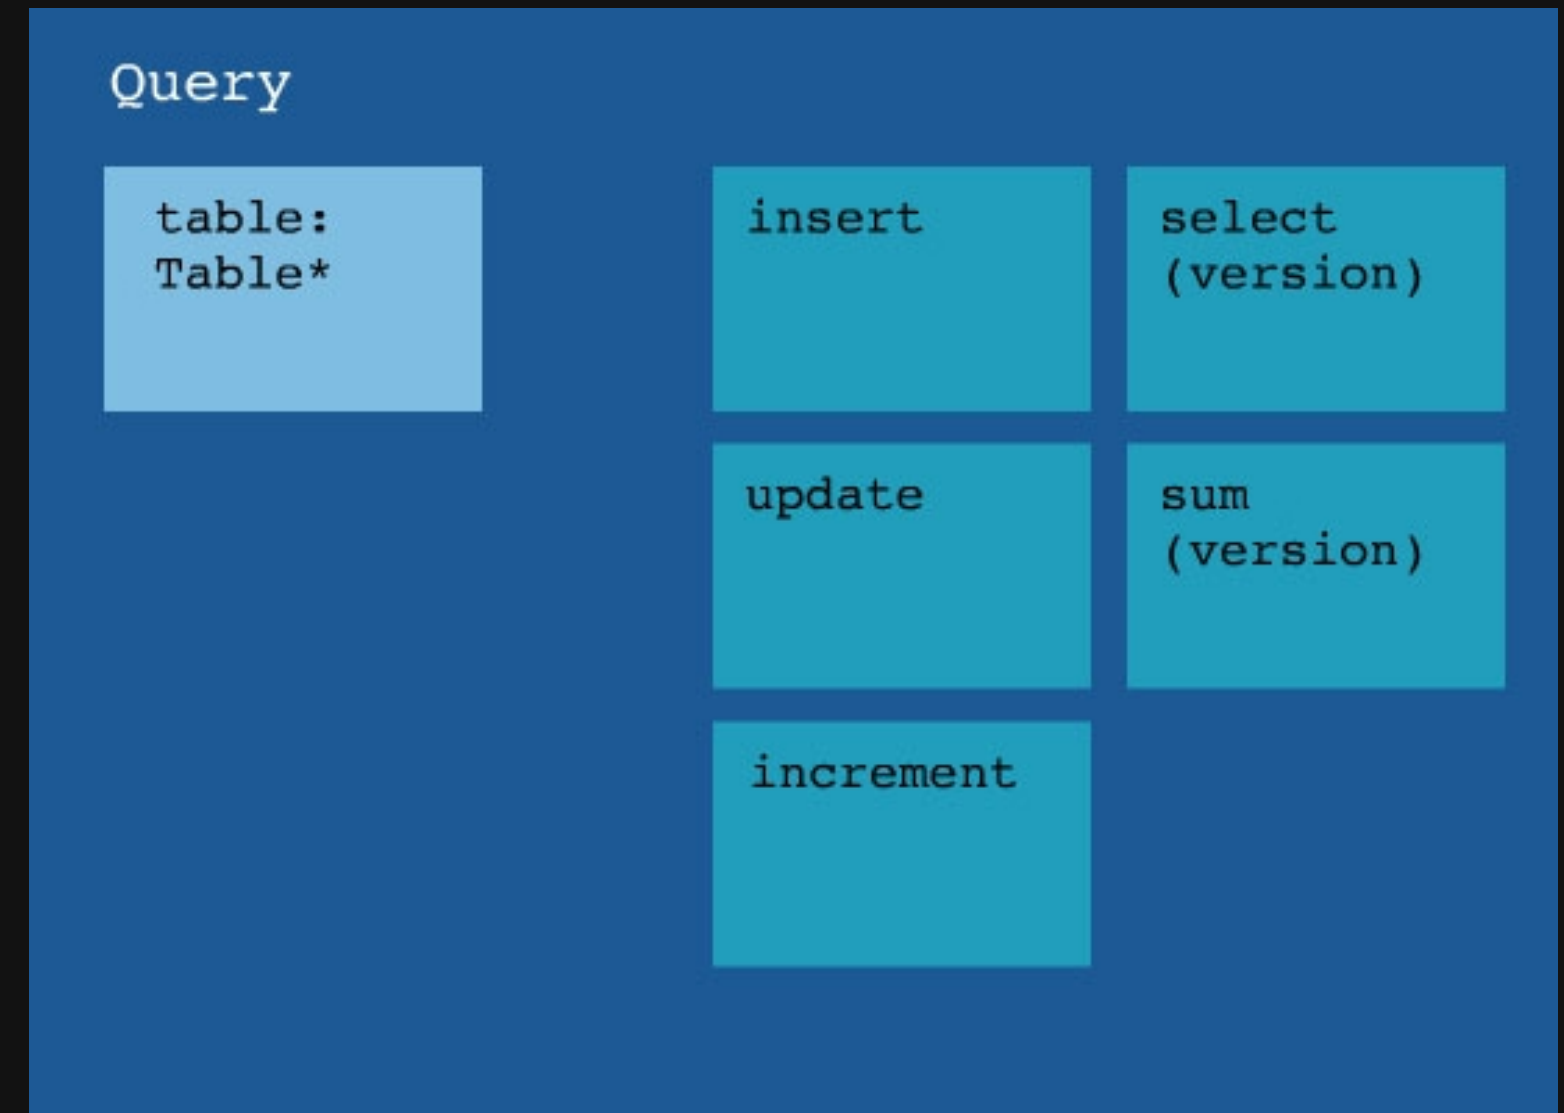 Query
table:
Table*
insert
select
(version)
update
sum
(version)
increment